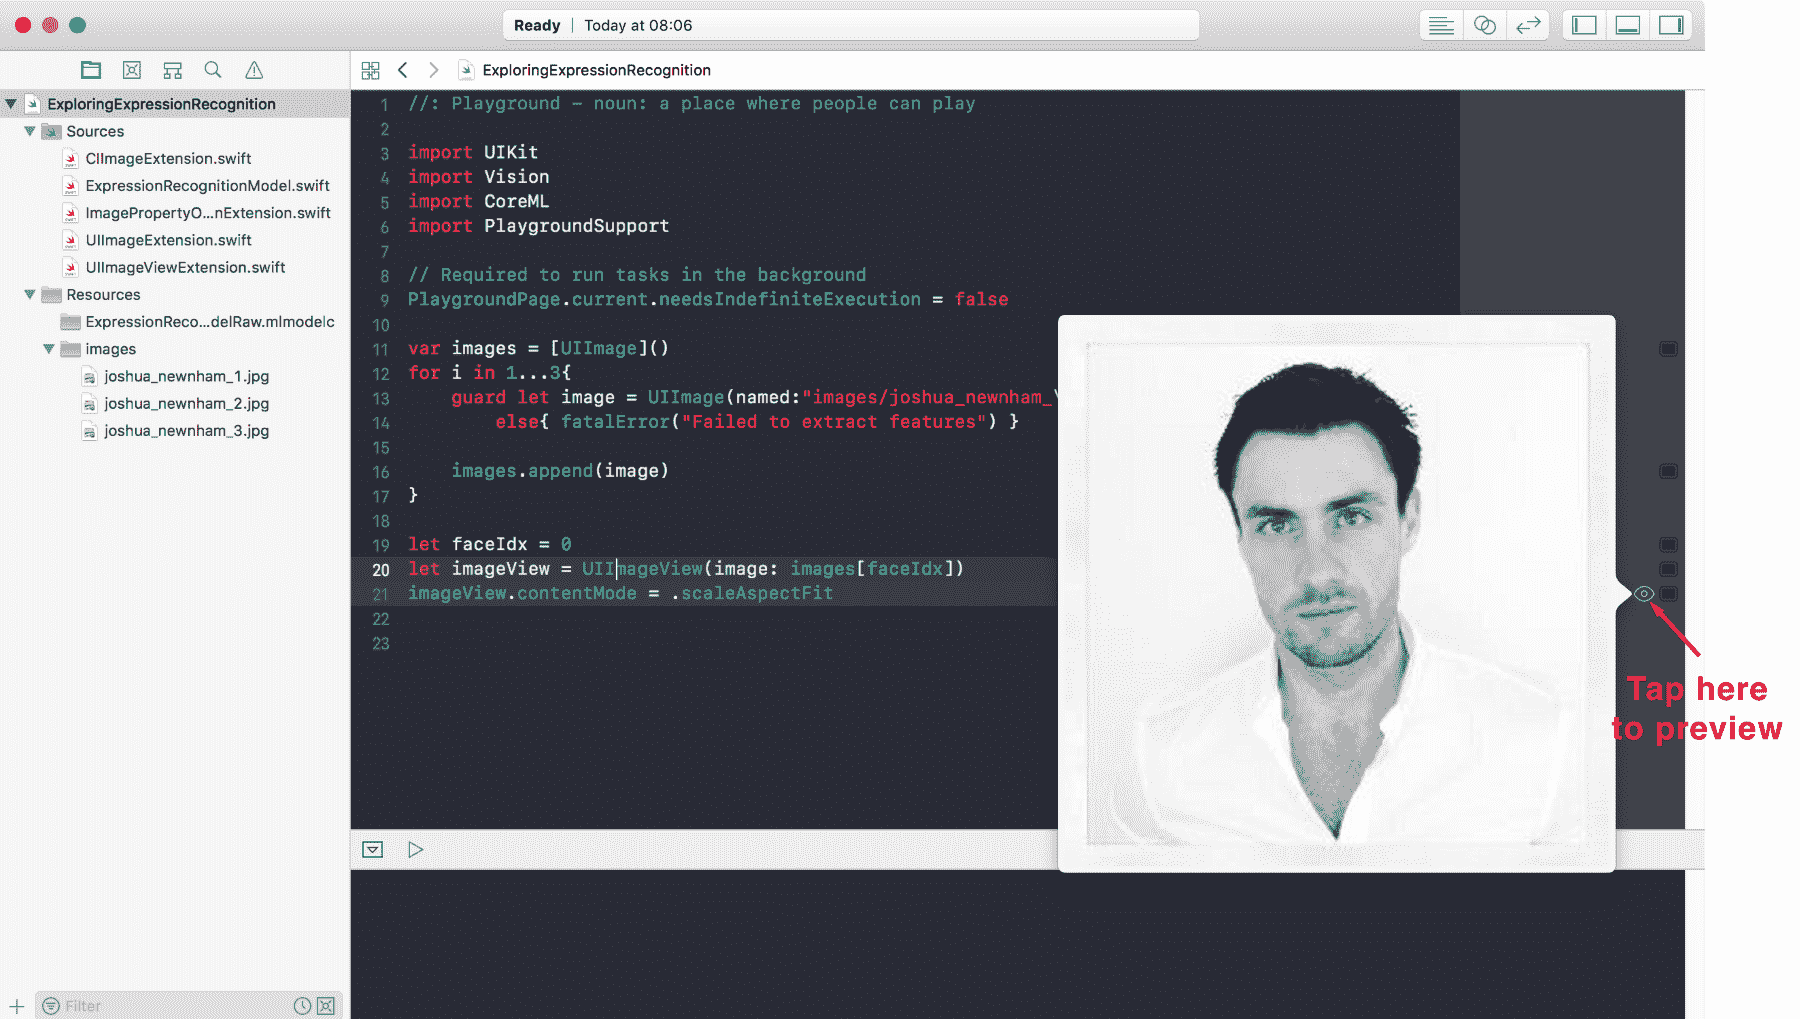 Ready | Today at 08:06
ExploringExpressionRecognition
ExploringExpressionRecognition
Sources
CIImageExtension.swift
ExpressionRecognitionModel.swift
ImagePropertyO...nExtension.swift
UIImageExtension.swift
UIImageViewExtension.swift
Resources
ExpressionReco...delRaw.mlmodelc
images
joshua_newnham_1.jpg
joshua_newnham_2.jpg
joshua_newnham_3.jpg
Filter
1 //: Playground - noun: a place where people can play
2
3 import UIKit
4 import Vision
5 import CoreML
6 import PlaygroundSupport
7
8 // Required to run tasks in the background
9 PlaygroundPage.current.needsIndefiniteExecution = false
10
11 var images = [UIImage]()
12 for i in 1...3{
13 guard let image = UIImage(named:"images/joshua_newnham_\
14 else{ fatalError("Failed to extract features") }
15
16 images.append(image)
17 }
18
19 let faceIdx = 0
20 let imageView = UIImageView(image: images[faceIdx])
21 imageView.contentMode = .scaleAspectFit
22
23
Tap here
to preview